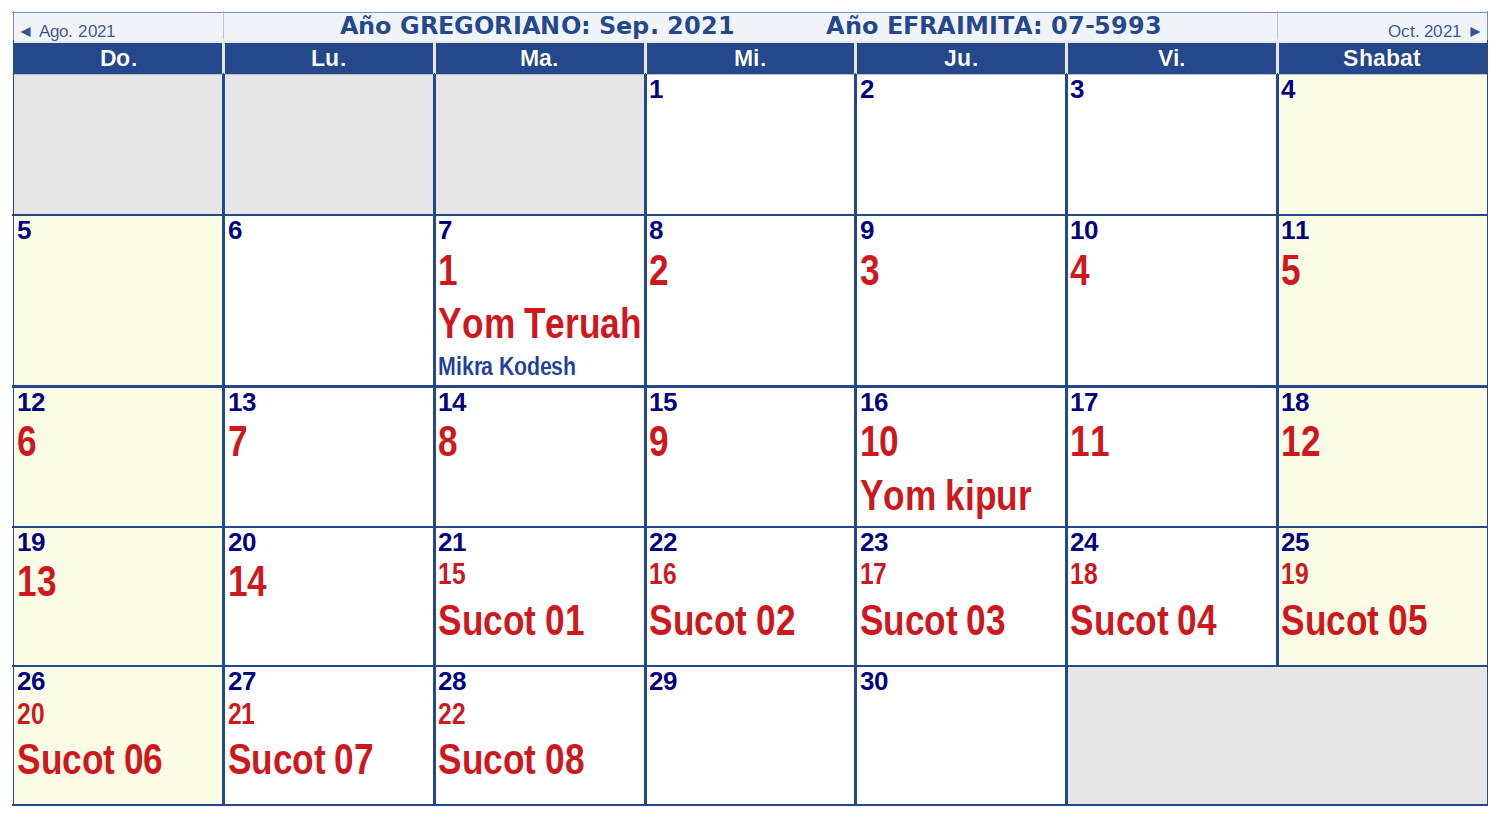 ◄ Ago. 2021
Año GREGORIANO: Sep. 2021 Año EFRAIMITA: 07-5993
Oct. 2021 ►
Do. Lu. Ma. Mi. Ju. Vi. Shabat
1 2 3 4
5 6 7 8 9 10 11
1 2 3 4 5
Yom Teruah
Mikra Kodesh
12 13 14 15 16 17 18
6 7 8 9 10 11 12
Yom kipur
19 20 21 22 23 24 25
13 14 15 16 17 18 19
Sucot 01 Sucot 02 Sucot 03 Sucot 04 Sucot 05
26 27 28 29 30
20 21 22
Sucot 06 Sucot 07 Sucot 08